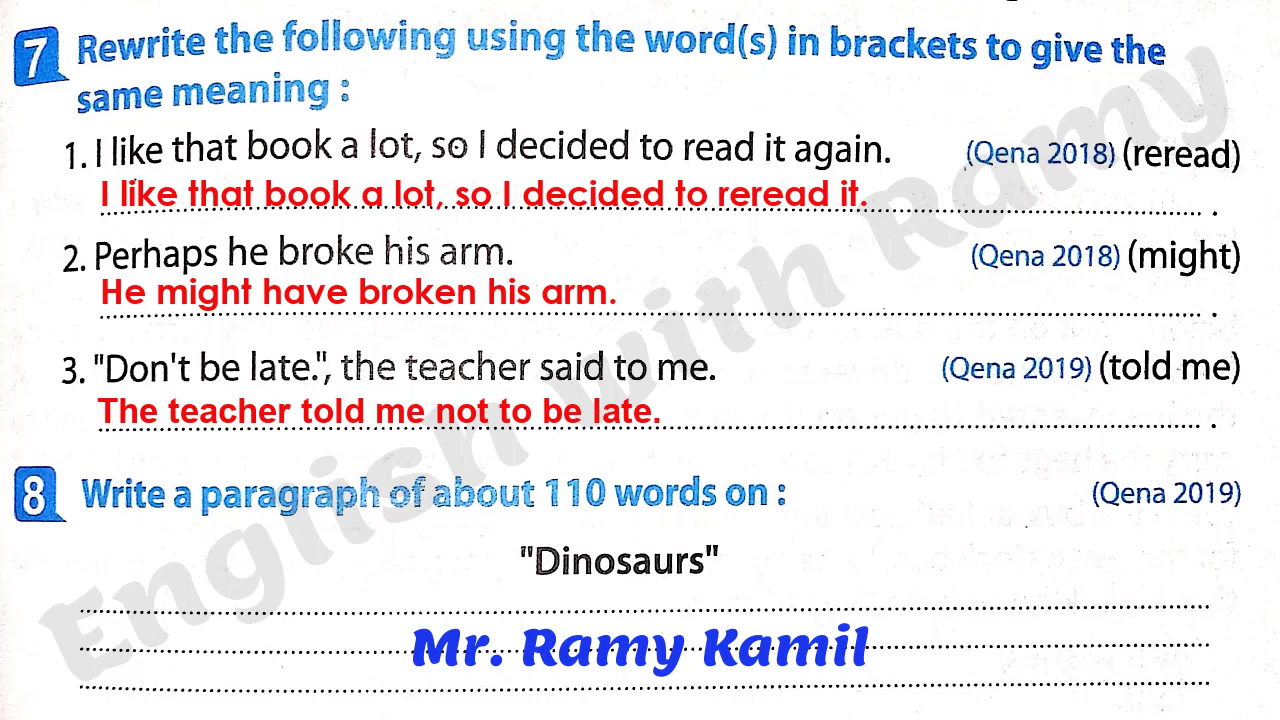 7 Rewrite the following using the word(s) in brackets to give the
same meaning :
1. I like that book a lot, so I decided to read it again. (Qena 2018) (reread)
I like that book a lot, so I decided to reread it.
2. Perhaps he broke his arm. (Qena 2018) (might)
He might have broken his arm.
3. "Don't be late.", the teacher said to me. (Qena 2019) (told me)
The teacher told me not to be late.
8 Write a paragraph of about 110 words on : (Qena 2019)
"Dinosaurs"
Mr. Ramy Kamil
English with Ramy